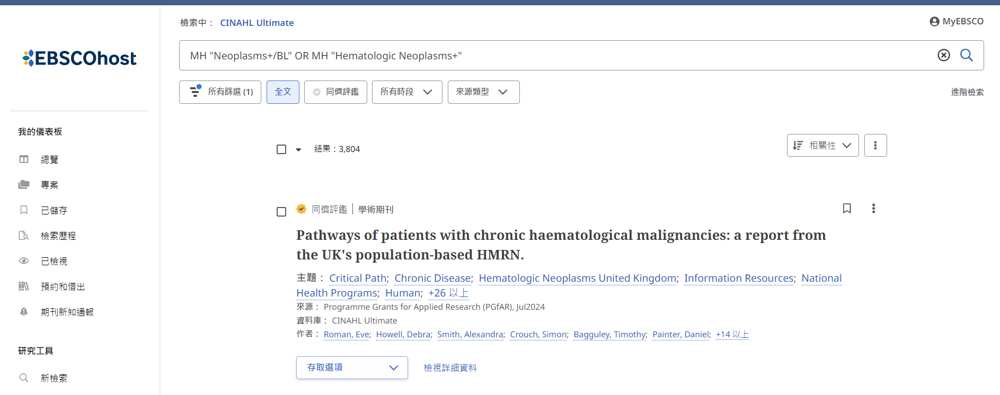 檢索中： CINAHL Ultimate
MyEBSCO
EBSCOhost
MH "Neoplasms+/BL" OR MH "Hematologic Neoplasms+"
所有篩選 (1)
全文
同儕評鑑
所有時段
來源類型
進階檢索
我的儀表板
總覽
專案
已儲存
檢索歷程
已檢視
預約和借出
期刊新知通報
研究工具
新檢索
結果：3,804
相關性
同儕評鑑 | 學術期刊
Pathways of patients with chronic haematological malignancies: a report from
the UK's population-based HMRN.
主題： Critical Path; Chronic Disease; Hematologic Neoplasms United Kingdom; Information Resources; National
Health Programs; Human; +26 以上
來源： Programme Grants for Applied Research (PGfAR), Jul2024
資料庫： CINAHL Ultimate
作者： Roman, Eve; Howell, Debra; Smith, Alexandra; Crouch, Simon; Bagguley, Timothy; Painter, Daniel; +14 以上
存取選項
檢視詳細資料